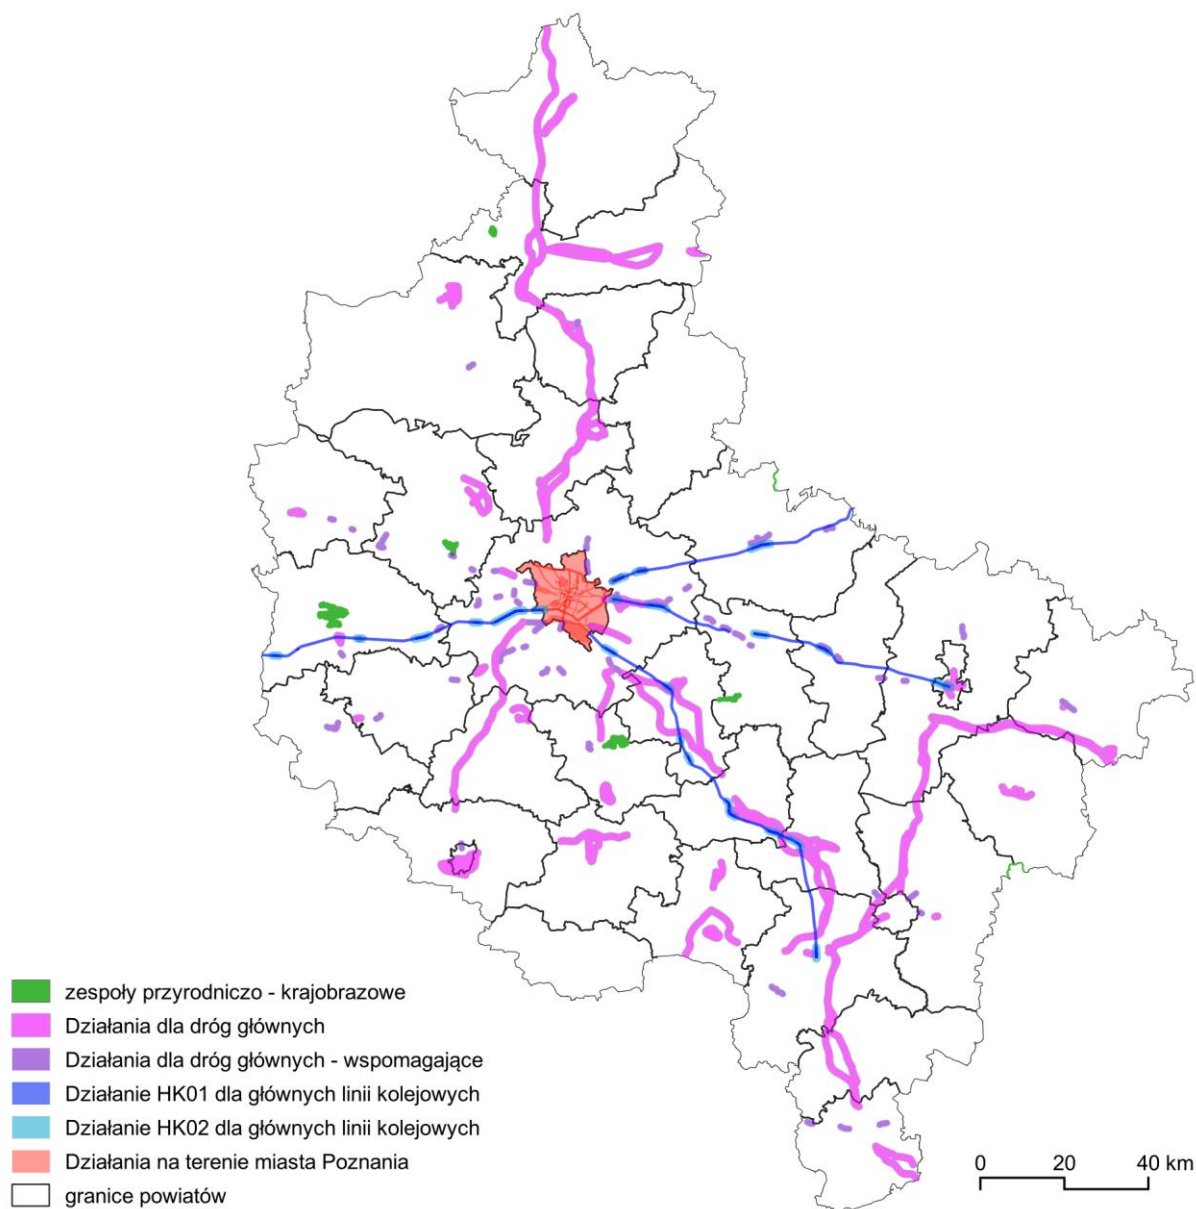 zespoły przyrodniczo - krajobrazowe
Działania dla dróg głównych
Działania dla dróg głównych - wspomagające
Działanie HK01 dla głównych linii kolejowych
Działanie HK02 dla głównych linii kolejowych
Działania na terenie miasta Poznania
granice powiatów
0 20 40 km